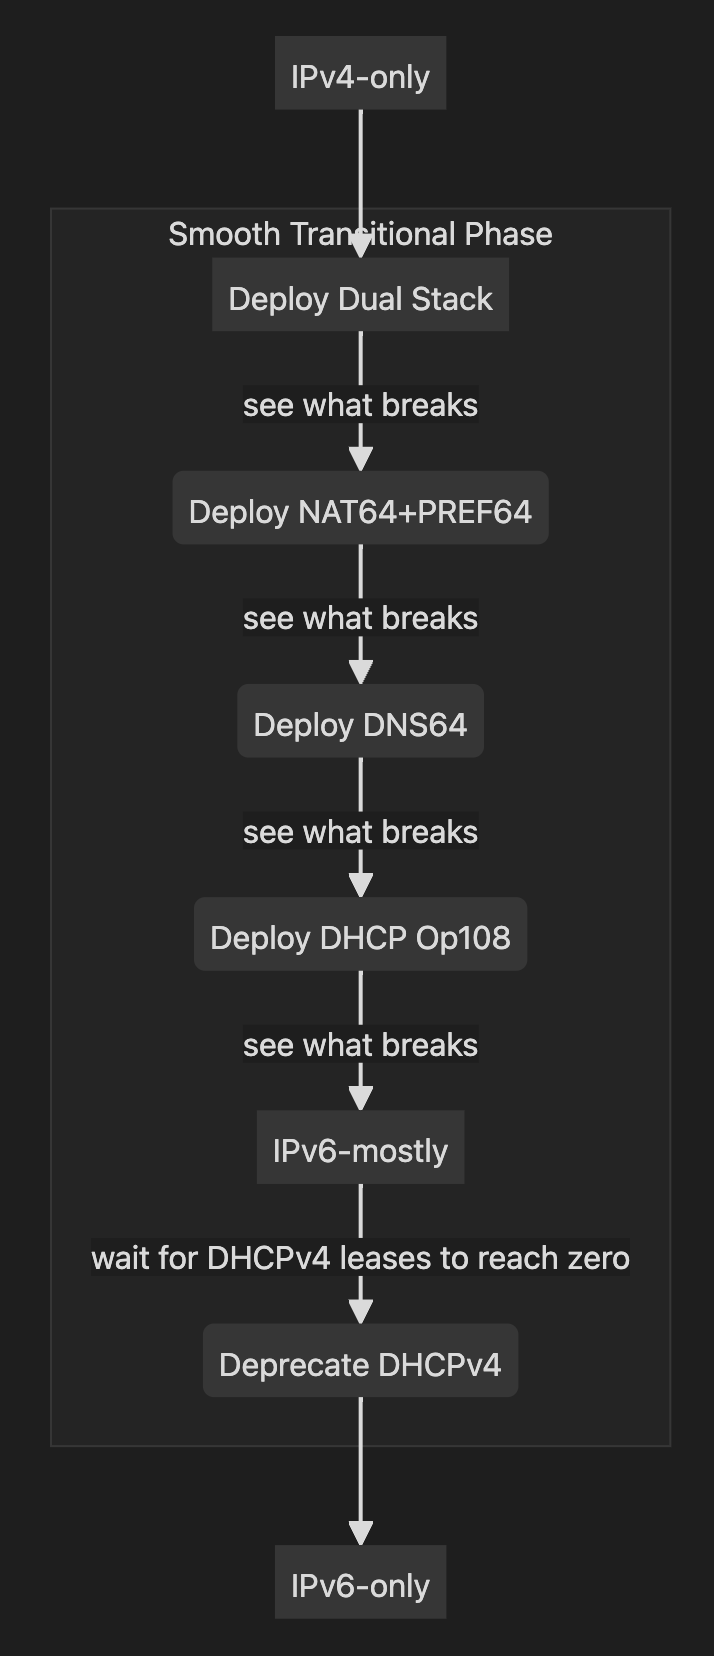 IPv4-only
Smooth Transitional Phase
Deploy Dual Stack
see what breaks
Deploy NAT64+PREF64
see what breaks
Deploy DNS64
see what breaks
Deploy DHCP Op108
see what breaks
IPv6-mostly
wait for DHCPv4 leases to reach zero
Deprecate DHCPv4
IPv6-only